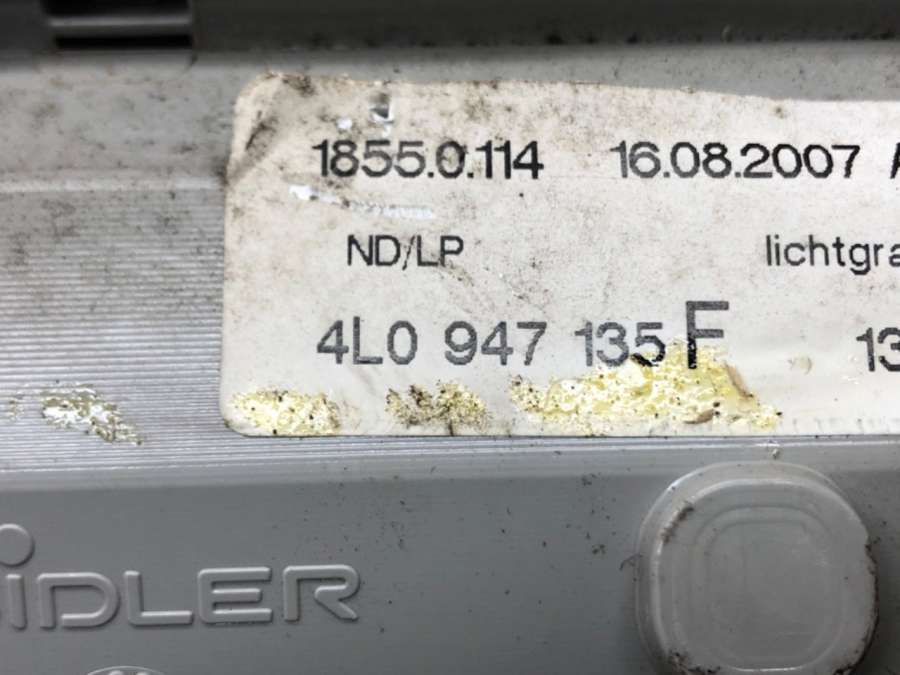 1855.0.114 16.08.2007
ND/LP lichtgra
4L0 947 135 F 13
iDLER